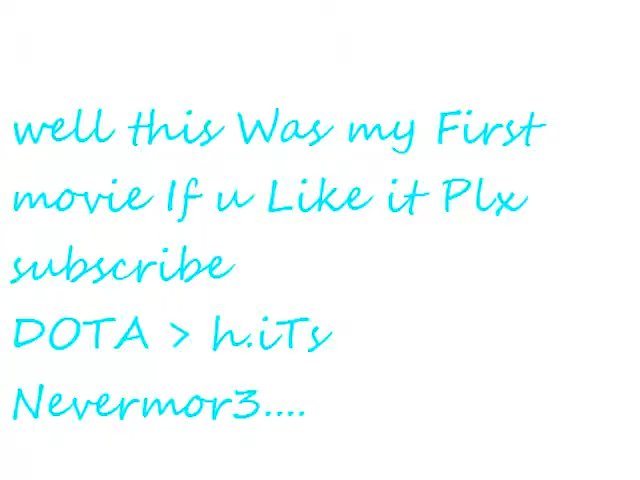 well this Was my First
movie If u Like it Plx
subscribe
DOTA > h.iTs
Nevermor3....